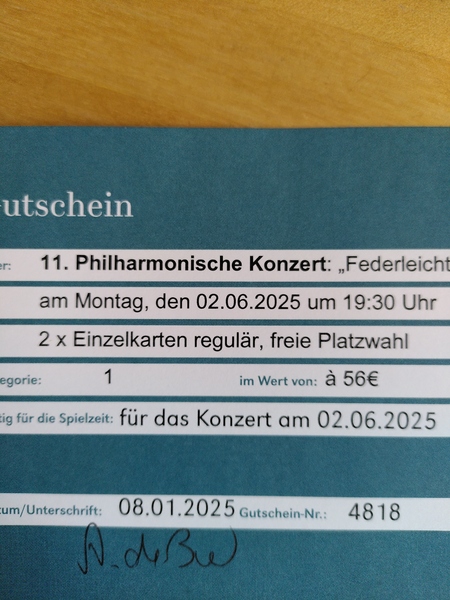 utschein
er: 11. Philharmonische Konzert: „Federleicht
am Montag, den 02.06.2025 um 19:30 Uhr
2 x Einzelkarten regulär, freie Platzwahl
egorie: 1 im Wert von: à 56€
tig für die Spielzeit: für das Konzert am 02.06.2025
tum/Unterschrift: 08.01.2025 Gutschein-Nr.: 4818